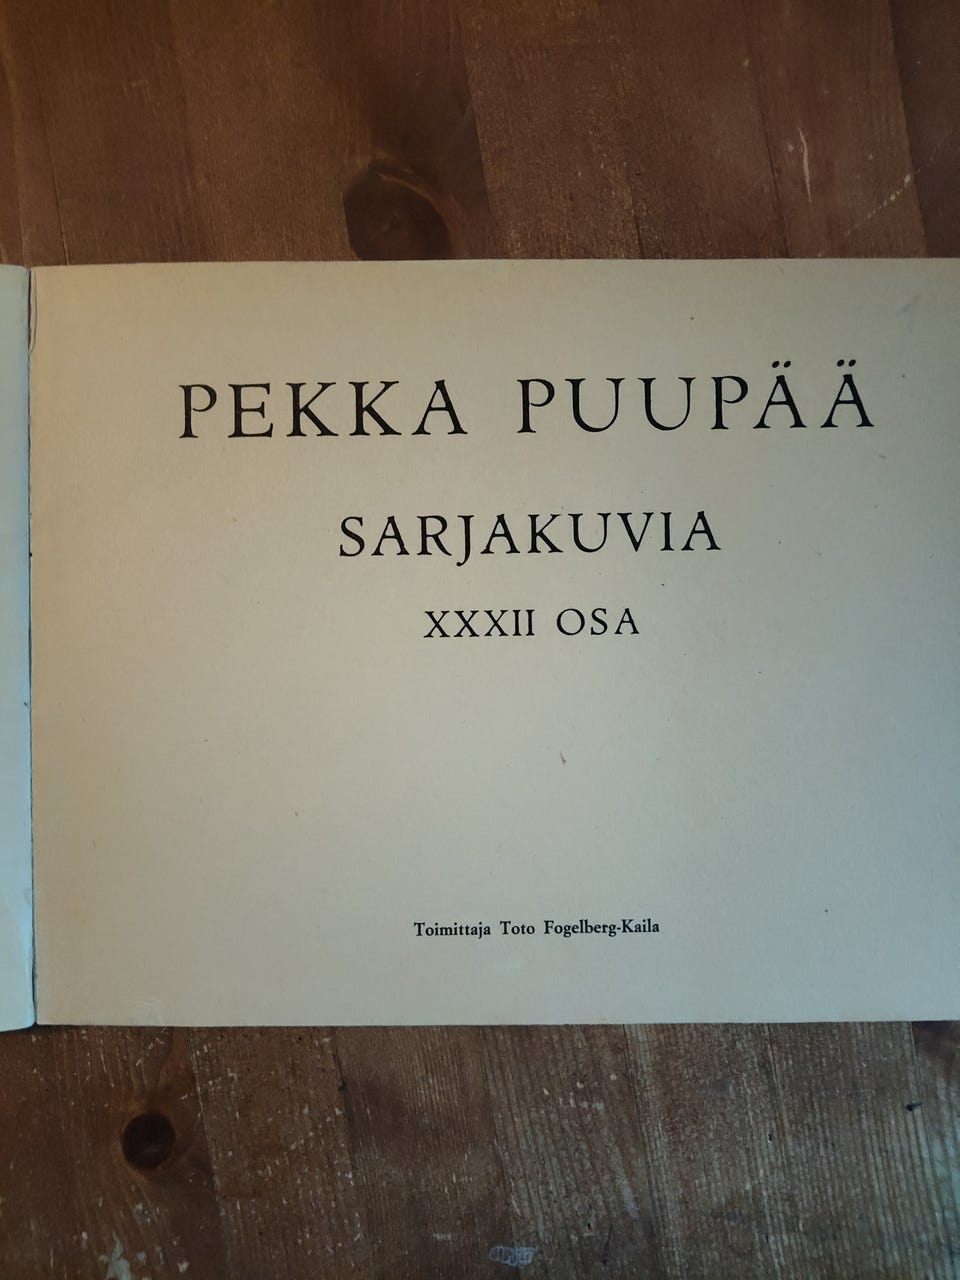 PEKKA PUUPÄÄ
SARJAKUVIA
XXXII OSA
Toimittaja Toto Fogelberg-Kaila